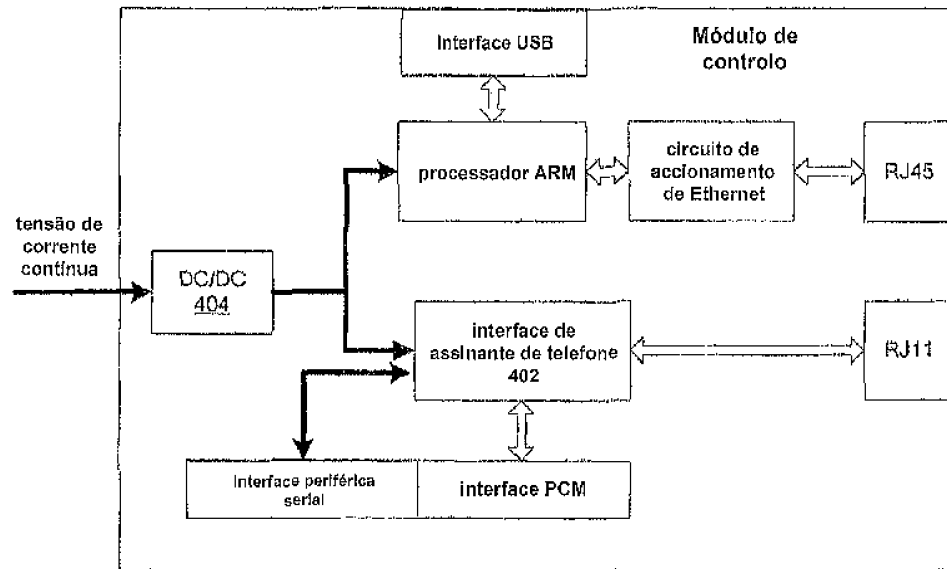 Interface USB
Módulo de
controlo
processador ARM
circuito de
accionamento
de Ethernet
RJ45
tensão de
corrente
contínua
DC/DC
404
interface de
assinante de telefone
402
RJ11
Interface periférica
serial
interface PCM